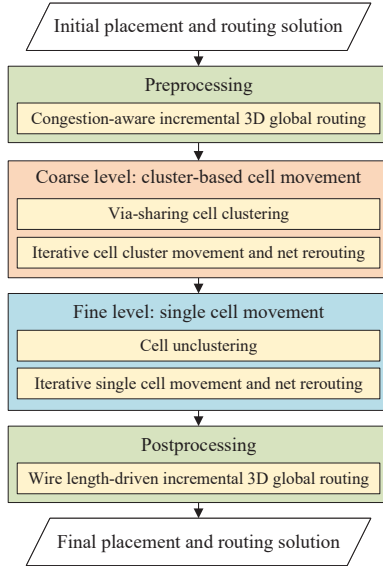 Initial placement and routing solution
Preprocessing
Congestion-aware incremental 3D global routing
Coarse level: cluster-based cell movement
Via-sharing cell clustering
Iterative cell cluster movement and net rerouting
Fine level: single cell movement
Cell unclustering
Iterative single cell movement and net rerouting
Postprocessing
Wire length-driven incremental 3D global routing
Final placement and routing solution